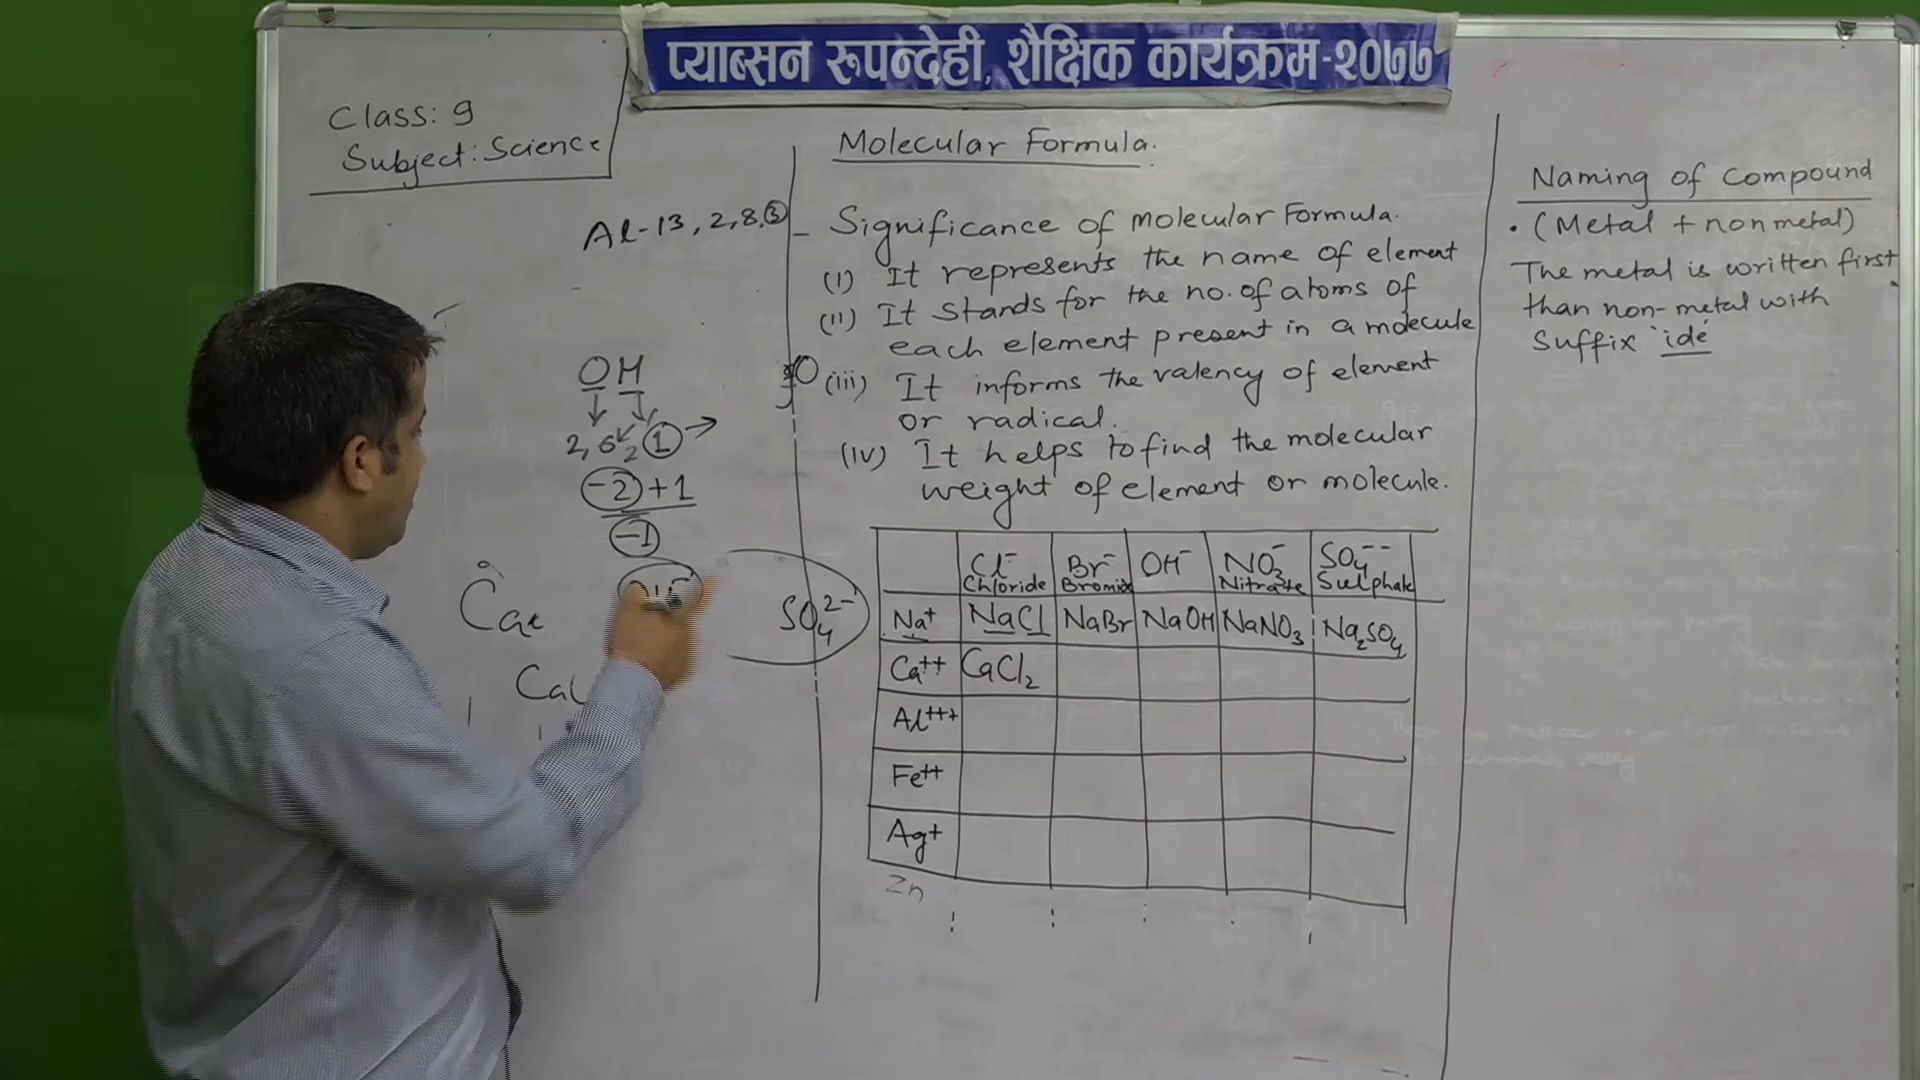 प्याब्सन रुपन्देही, शैक्षिक कार्यक्रम-२०७७
Class: 9
Subject: Science
Al-13, 2,8,3
OH
2,6 2 1 →
-2 + 1
-1
SO₄²⁻
Molecular Formula.
- Significance of molecular Formula.
(i) It represents the name of element
(ii) It stands for the no. of atoms of
each element present in a molecule
(iii) It informs the valency of element
or radical.
(iv) It helps to find the molecular
weight of element or molecule.
Cl⁻ Chloride Br⁻ Bromide OH⁻ NO₃⁻ Nitrate SO₄⁻⁻ Sulphate
Na⁺ NaCl NaBr NaOH NaNO₃ Na₂SO₄
Ca⁺⁺ CaCl₂
Al⁺⁺⁺
Fe⁺⁺
Ag⁺
Zn
Naming of Compound
• (Metal + non metal)
The metal is written first
than non-metal with
Suffix 'ide'